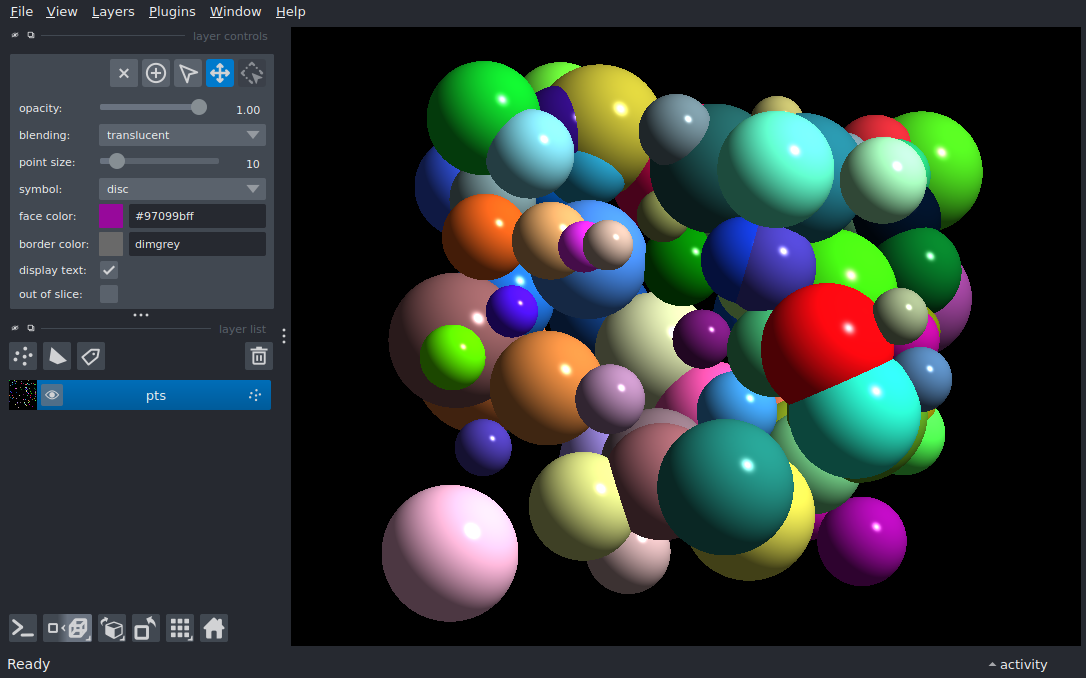 File View Layers Plugins Window Help
layer controls
opacity: 1.00
blending: translucent
point size: 10
symbol: disc
face color: #97099bff
border color: dimgrey
display text:
out of slice:
layer list
pts
Ready
activity